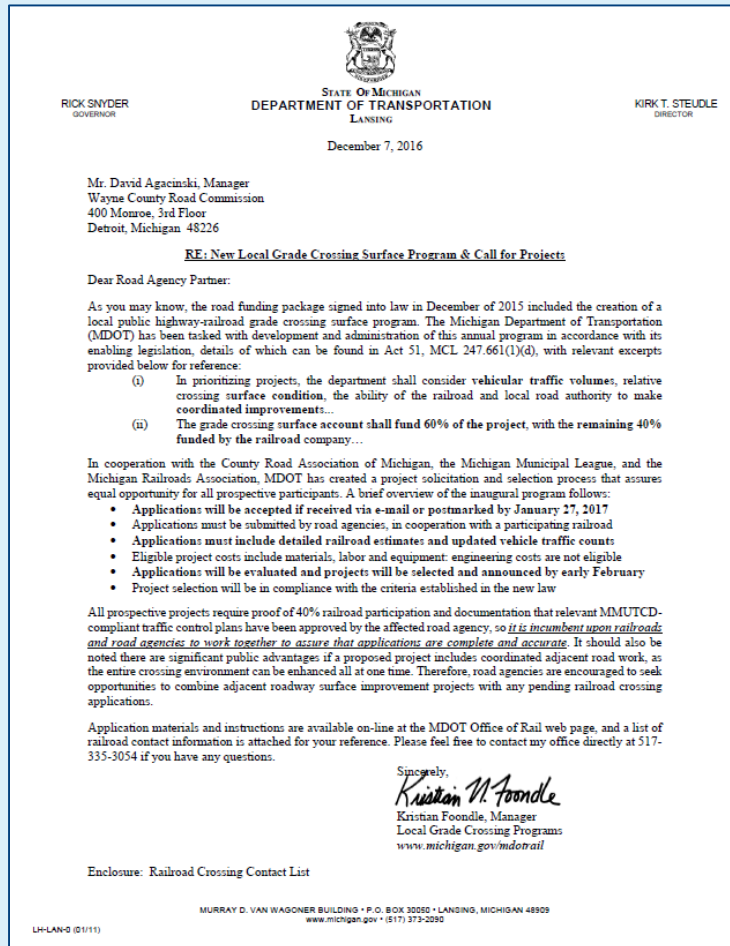 STATE OF MICHIGAN
RICK SNYDER
GOVERNOR
DEPARTMENT OF TRANSPORTATION
LANSING
KIRK T. STEUDLE
DIRECTOR
December 7, 2016
Mr. David Agacinski, Manager
Wayne County Road Commission
400 Monroe, 3rd Floor
Detroit, Michigan 48226
RE: New Local Grade Crossing Surface Program & Call for Projects
Dear Road Agency Partner:
As you may know, the road funding package signed into law in December of 2015 included the creation of a
local public highway-railroad grade crossing surface program. The Michigan Department of Transportation
(MDOT) has been tasked with development and administration of this annual program in accordance with its
enabling legislation, details of which can be found in Act 51, MCL 247.661(1)(d), with relevant excerpts
provided below for reference:
(i) In prioritizing projects, the department shall consider vehicular traffic volumes, relative
crossing surface condition, the ability of the railroad and local road authority to make
coordinated improvements...
(ii) The grade crossing surface account shall fund 60% of the project, with the remaining 40%
funded by the railroad company…
In cooperation with the County Road Association of Michigan, the Michigan Municipal League, and the
Michigan Railroads Association, MDOT has created a project solicitation and selection process that assures
equal opportunity for all prospective participants. A brief overview of the inaugural program follows:
• Applications will be accepted if received via e-mail or postmarked by January 27, 2017
• Applications must be submitted by road agencies, in cooperation with a participating railroad
• Applications must include detailed railroad estimates and updated vehicle traffic counts
• Eligible project costs include materials, labor and equipment: engineering costs are not eligible
• Applications will be evaluated and projects will be selected and announced by early February
• Project selection will be in compliance with the criteria established in the new law
All prospective projects require proof of 40% railroad participation and documentation that relevant MMUTCD-
compliant traffic control plans have been approved by the affected road agency, so it is incumbent upon railroads
and road agencies to work together to assure that applications are complete and accurate. It should also be
noted there are significant public advantages if a proposed project includes coordinated adjacent road work, as
the entire crossing environment can be enhanced all at one time. Therefore, road agencies are encouraged to seek
opportunities to combine adjacent roadway surface improvement projects with any pending railroad crossing
applications.
Application materials and instructions are available on-line at the MDOT Office of Rail web page, and a list of
railroad contact information is attached for your reference. Please feel free to contact my office directly at 517-
335-3054 if you have any questions.
Sincerely,
Kristian N. Foondle
Kristian Foondle, Manager
Local Grade Crossing Programs
www.michigan.gov/mdotrail
Enclosure: Railroad Crossing Contact List
MURRAY D. VAN WAGONER BUILDING • P.O. BOX 30050 • LANSING, MICHIGAN 48909
www.michigan.gov • (517) 373-2090
LH-LAN-0 (01/11)